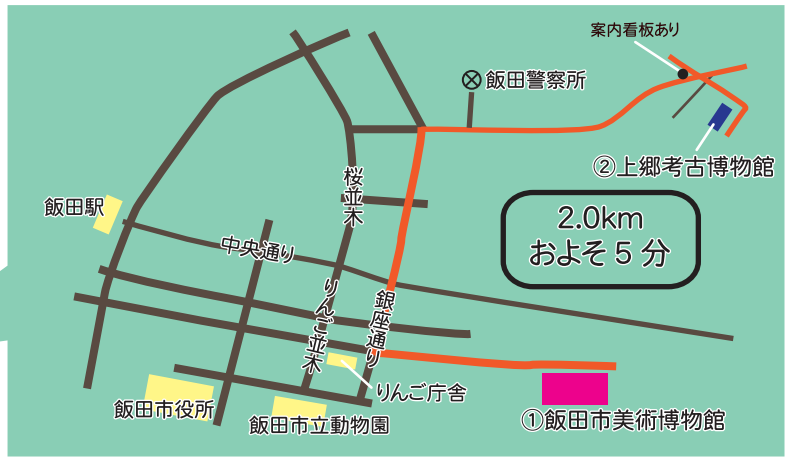 案内看板あり
飯田警察所
②上郷考古博物館
桜並木
飯田駅
2.0km
およそ5分
中央通り
りんご並木
銀座通り
りんご庁舎
飯田市役所
飯田市立動物園
①飯田市美術博物館